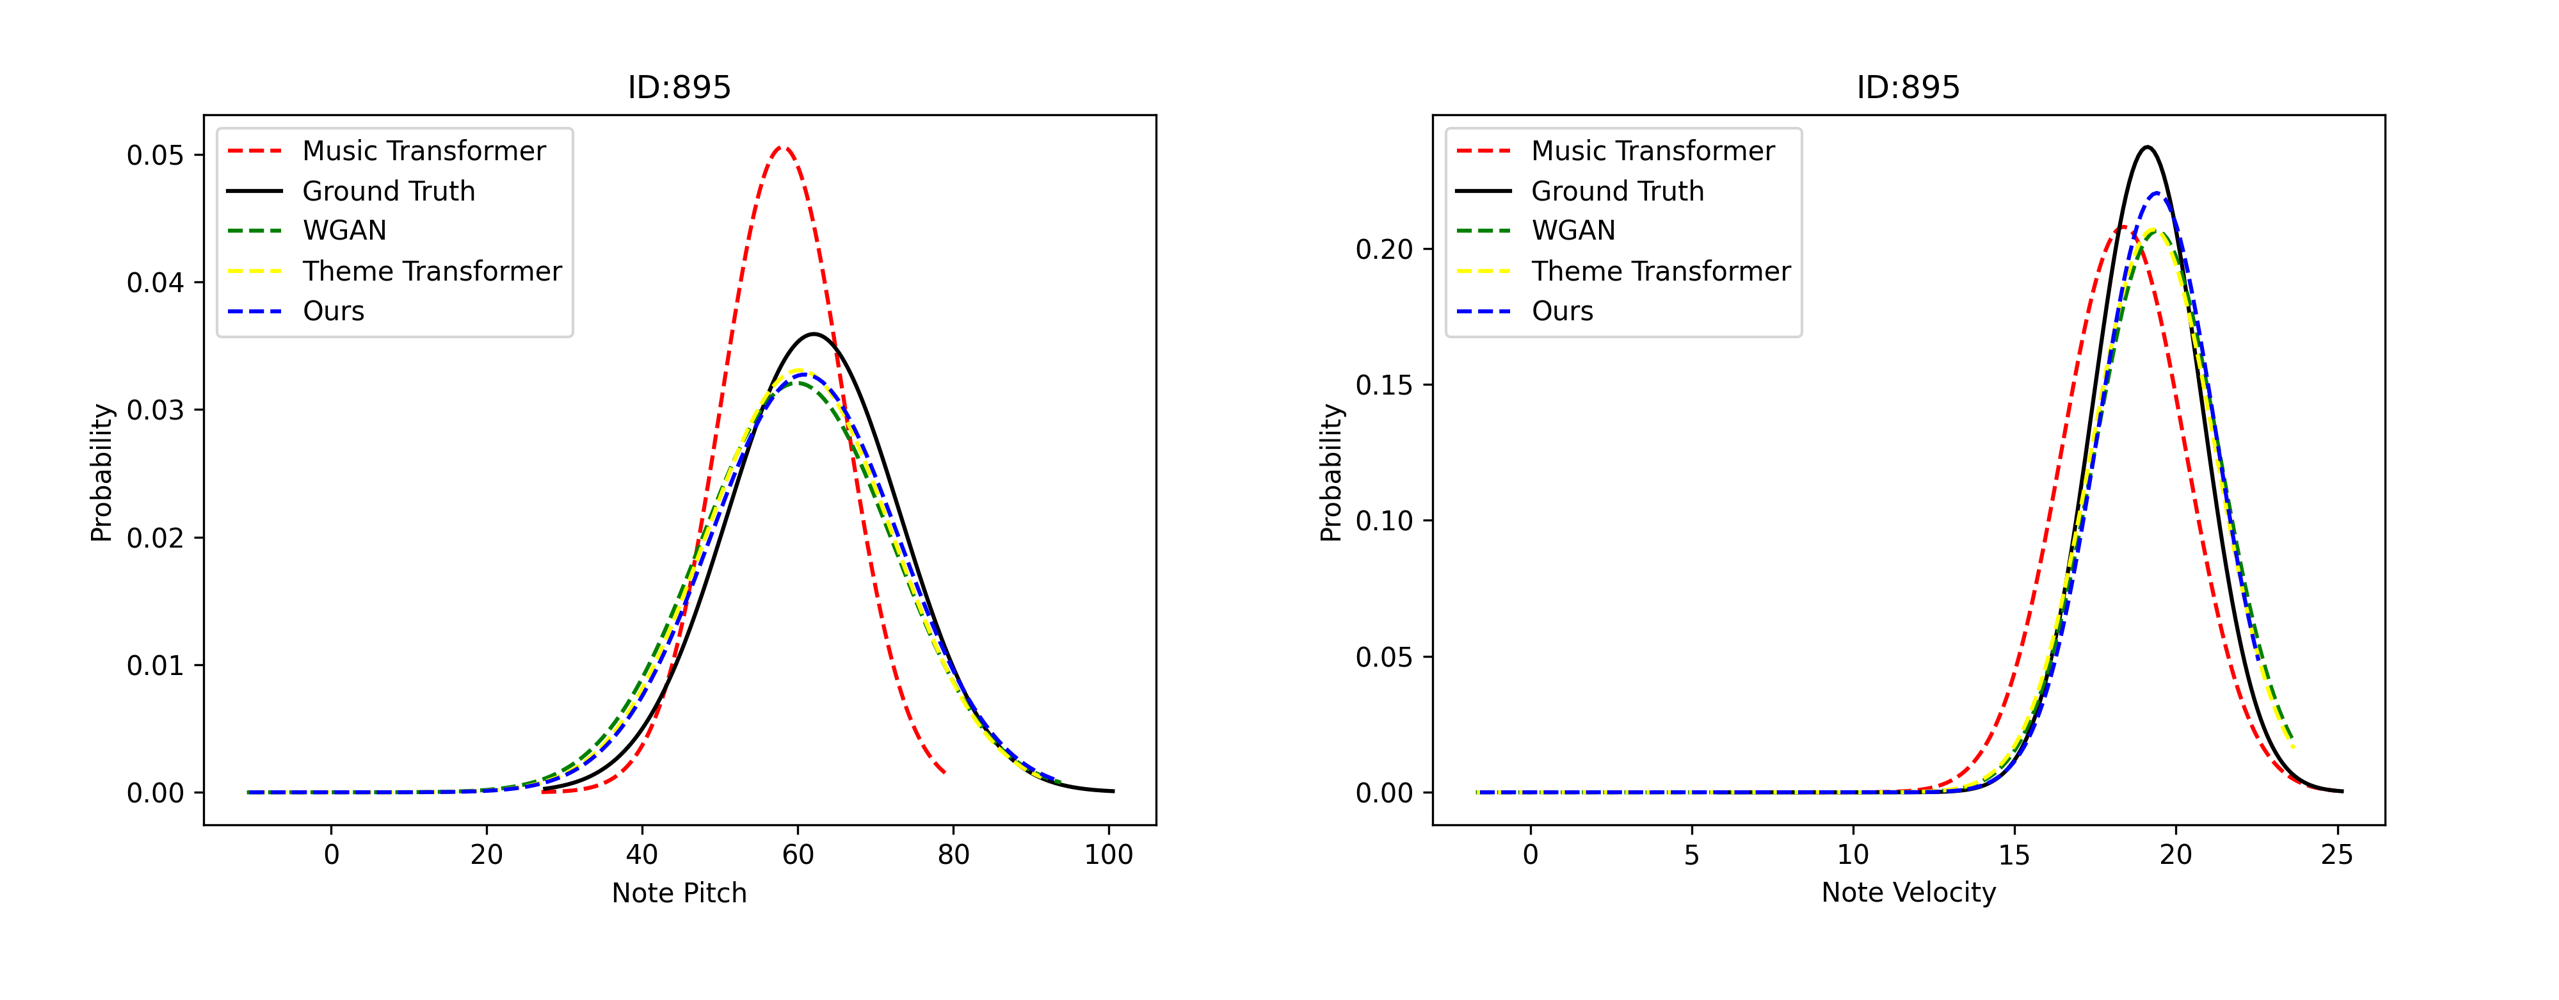 ID:895
Music Transformer
Ground Truth
WGAN
Theme Transformer
Ours
0.05
0.04
0.03
0.02
0.01
0.00
Probability
0
20
40
60
80
100
Note Pitch
ID:895
Music Transformer
Ground Truth
WGAN
Theme Transformer
Ours
0.20
0.15
0.10
0.05
0.00
Probability
0
5
10
15
20
25
Note Velocity